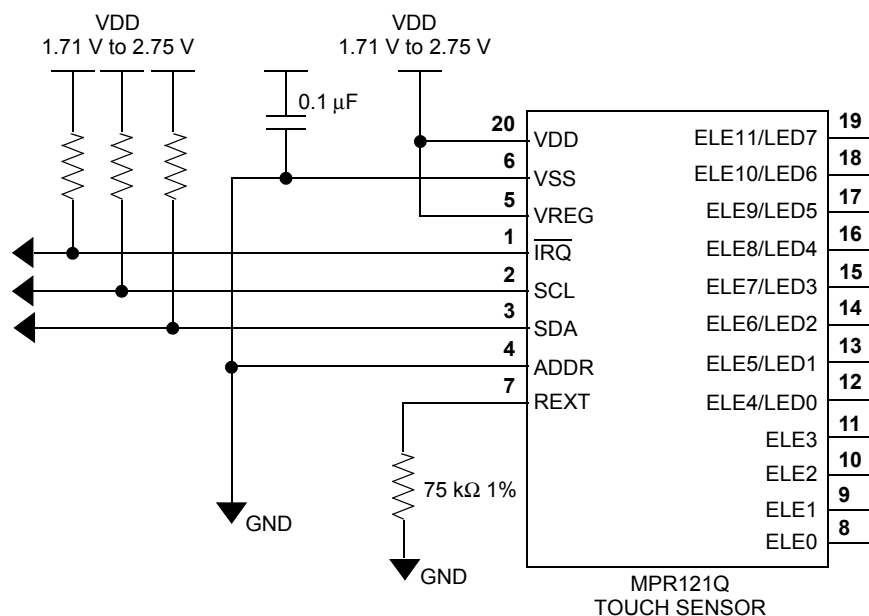 VDD
1.71 V to 2.75 V
VDD
1.71 V to 2.75 V
0.1 μF
20
VDD
6
VSS
5
VREG
1
IRQ
2
SCL
3
SDA
4
ADDR
7
REXT
75 kΩ 1%
GND
GND
ELE11/LED7
19
ELE10/LED6
18
ELE9/LED5
17
ELE8/LED4
16
ELE7/LED3
15
ELE6/LED2
14
ELE5/LED1
13
ELE4/LED0
12
ELE3
11
ELE2
10
ELE1
9
ELE0
8
MPR121Q
TOUCH SENSOR